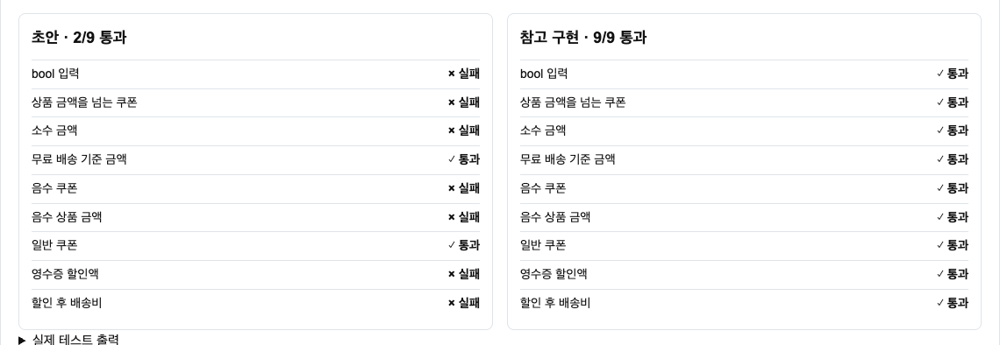 초안 · 2/9 통과
bool 입력 × 실패
상품 금액을 넘는 쿠폰 × 실패
소수 금액 × 실패
무료 배송 기준 금액 ✓ 통과
음수 쿠폰 × 실패
음수 상품 금액 × 실패
일반 쿠폰 ✓ 통과
영수증 할인액 × 실패
할인 후 배송비 × 실패
참고 구현 · 9/9 통과
bool 입력 ✓ 통과
상품 금액을 넘는 쿠폰 ✓ 통과
소수 금액 ✓ 통과
무료 배송 기준 금액 ✓ 통과
음수 쿠폰 ✓ 통과
음수 상품 금액 ✓ 통과
일반 쿠폰 ✓ 통과
영수증 할인액 ✓ 통과
할인 후 배송비 ✓ 통과
▶ 실제 테스트 출력